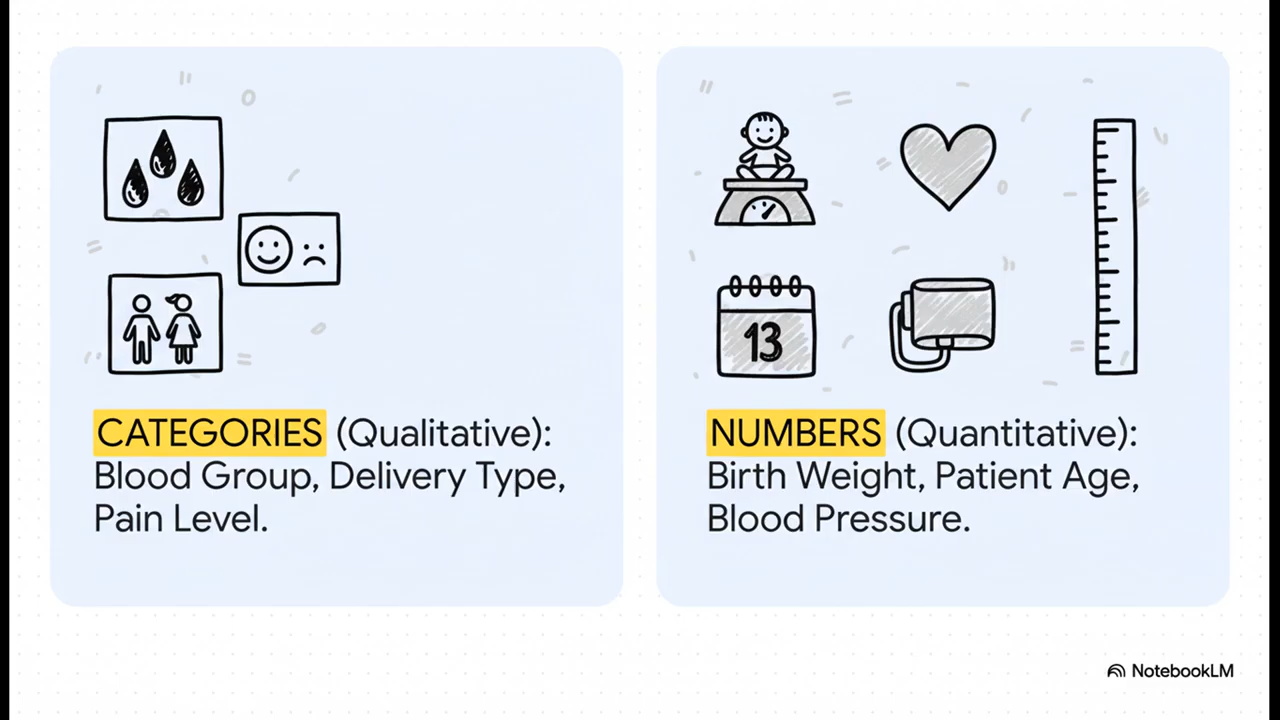 13
CATEGORIES (Qualitative):
Blood Group, Delivery Type,
Pain Level.
NUMBERS (Quantitative):
Birth Weight, Patient Age,
Blood Pressure.
NotebookLM